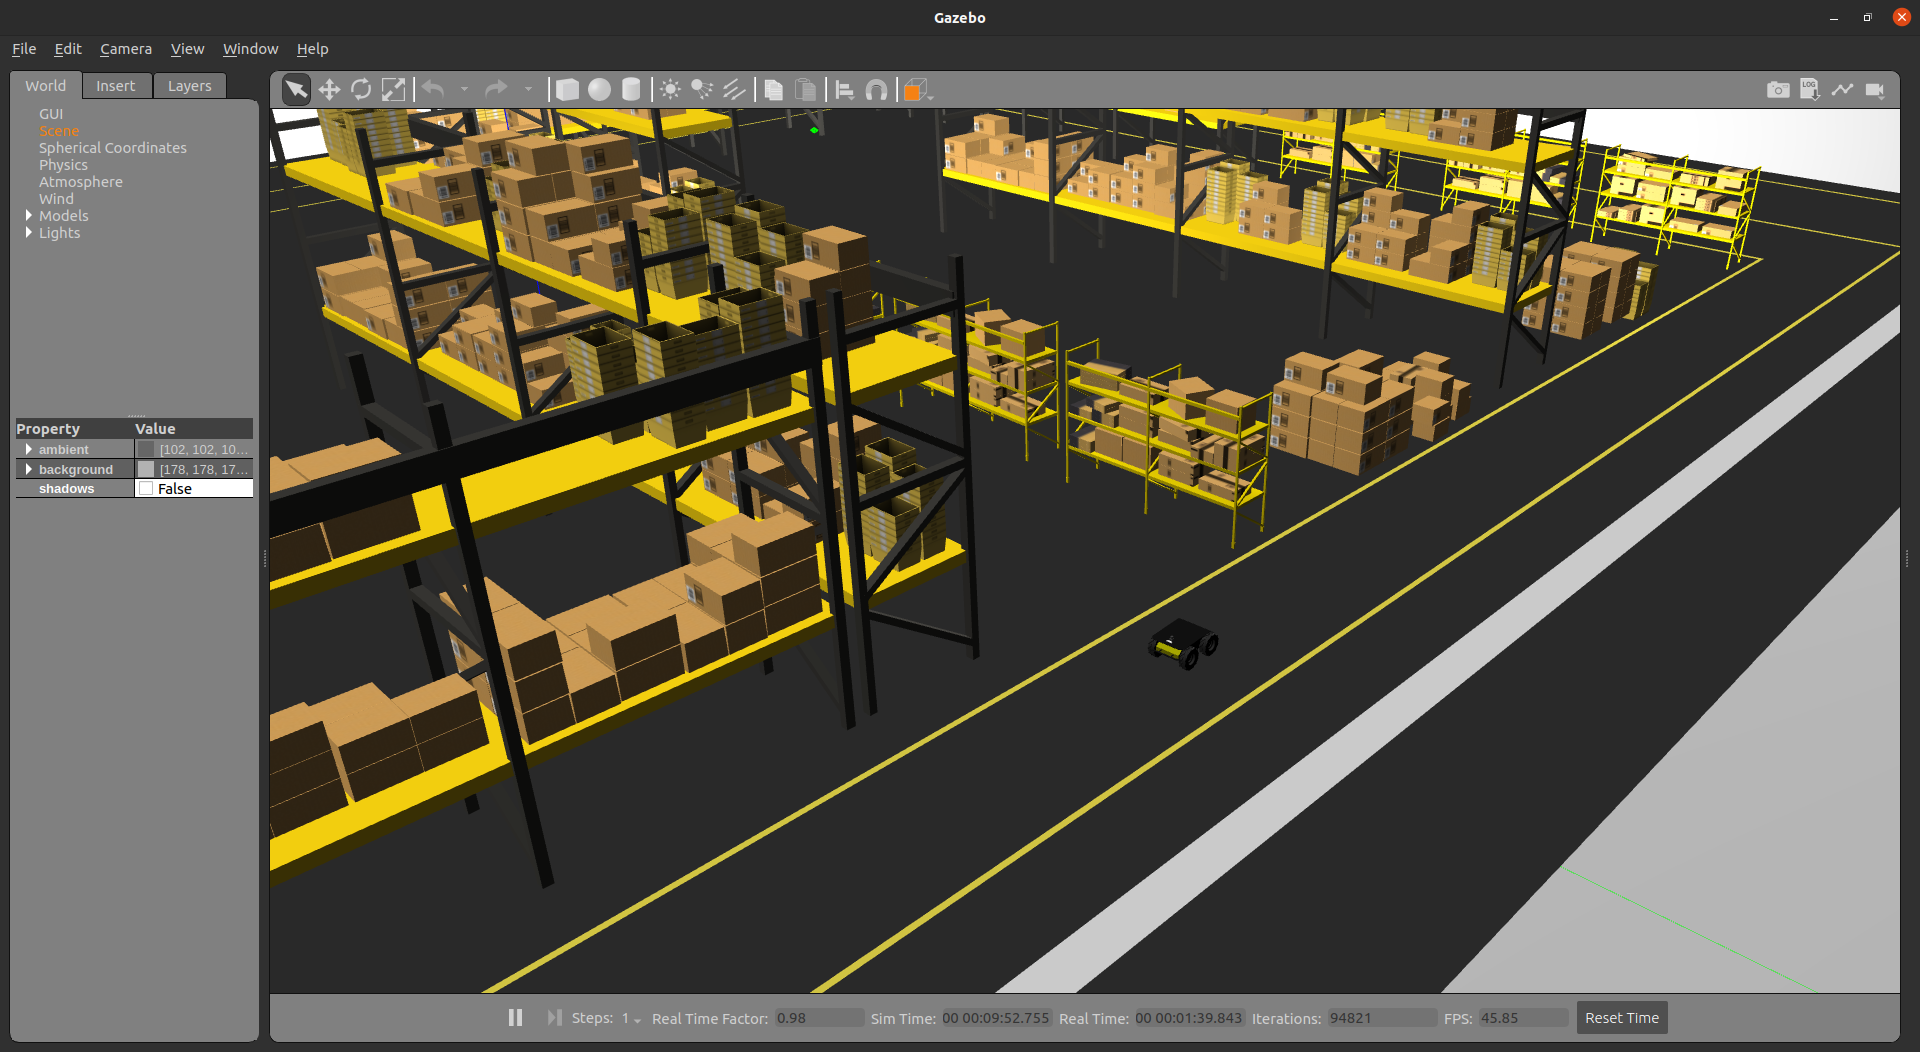 Gazebo
File Edit Camera View Window Help
World Insert Layers
GUI
Scene
Spherical Coordinates
Physics
Atmosphere
Wind
Models
Lights
Property Value
ambient [102, 102, 10...
background [178, 178, 17...
shadows False
LOG
Steps: 1 Real Time Factor: 0.98 Sim Time: 00 00:09:52.755 Real Time: 00 00:01:39.843 Iterations: 94821 FPS: 45.85 Reset Time